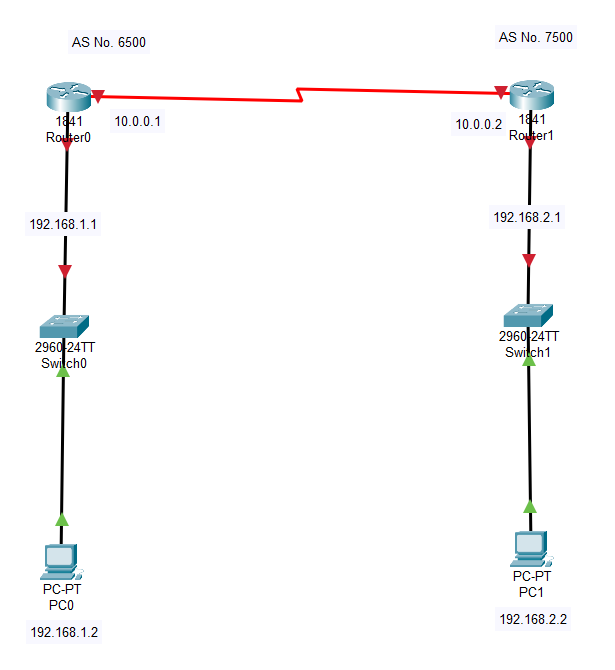 AS No. 6500
AS No. 7500
1841
Router0
10.0.0.1
10.0.0.2
1841
Router1
192.168.1.1
192.168.2.1
2960-24TT
Switch0
2960-24TT
Switch1
PC-PT
PC0
PC-PT
PC1
192.168.1.2
192.168.2.2